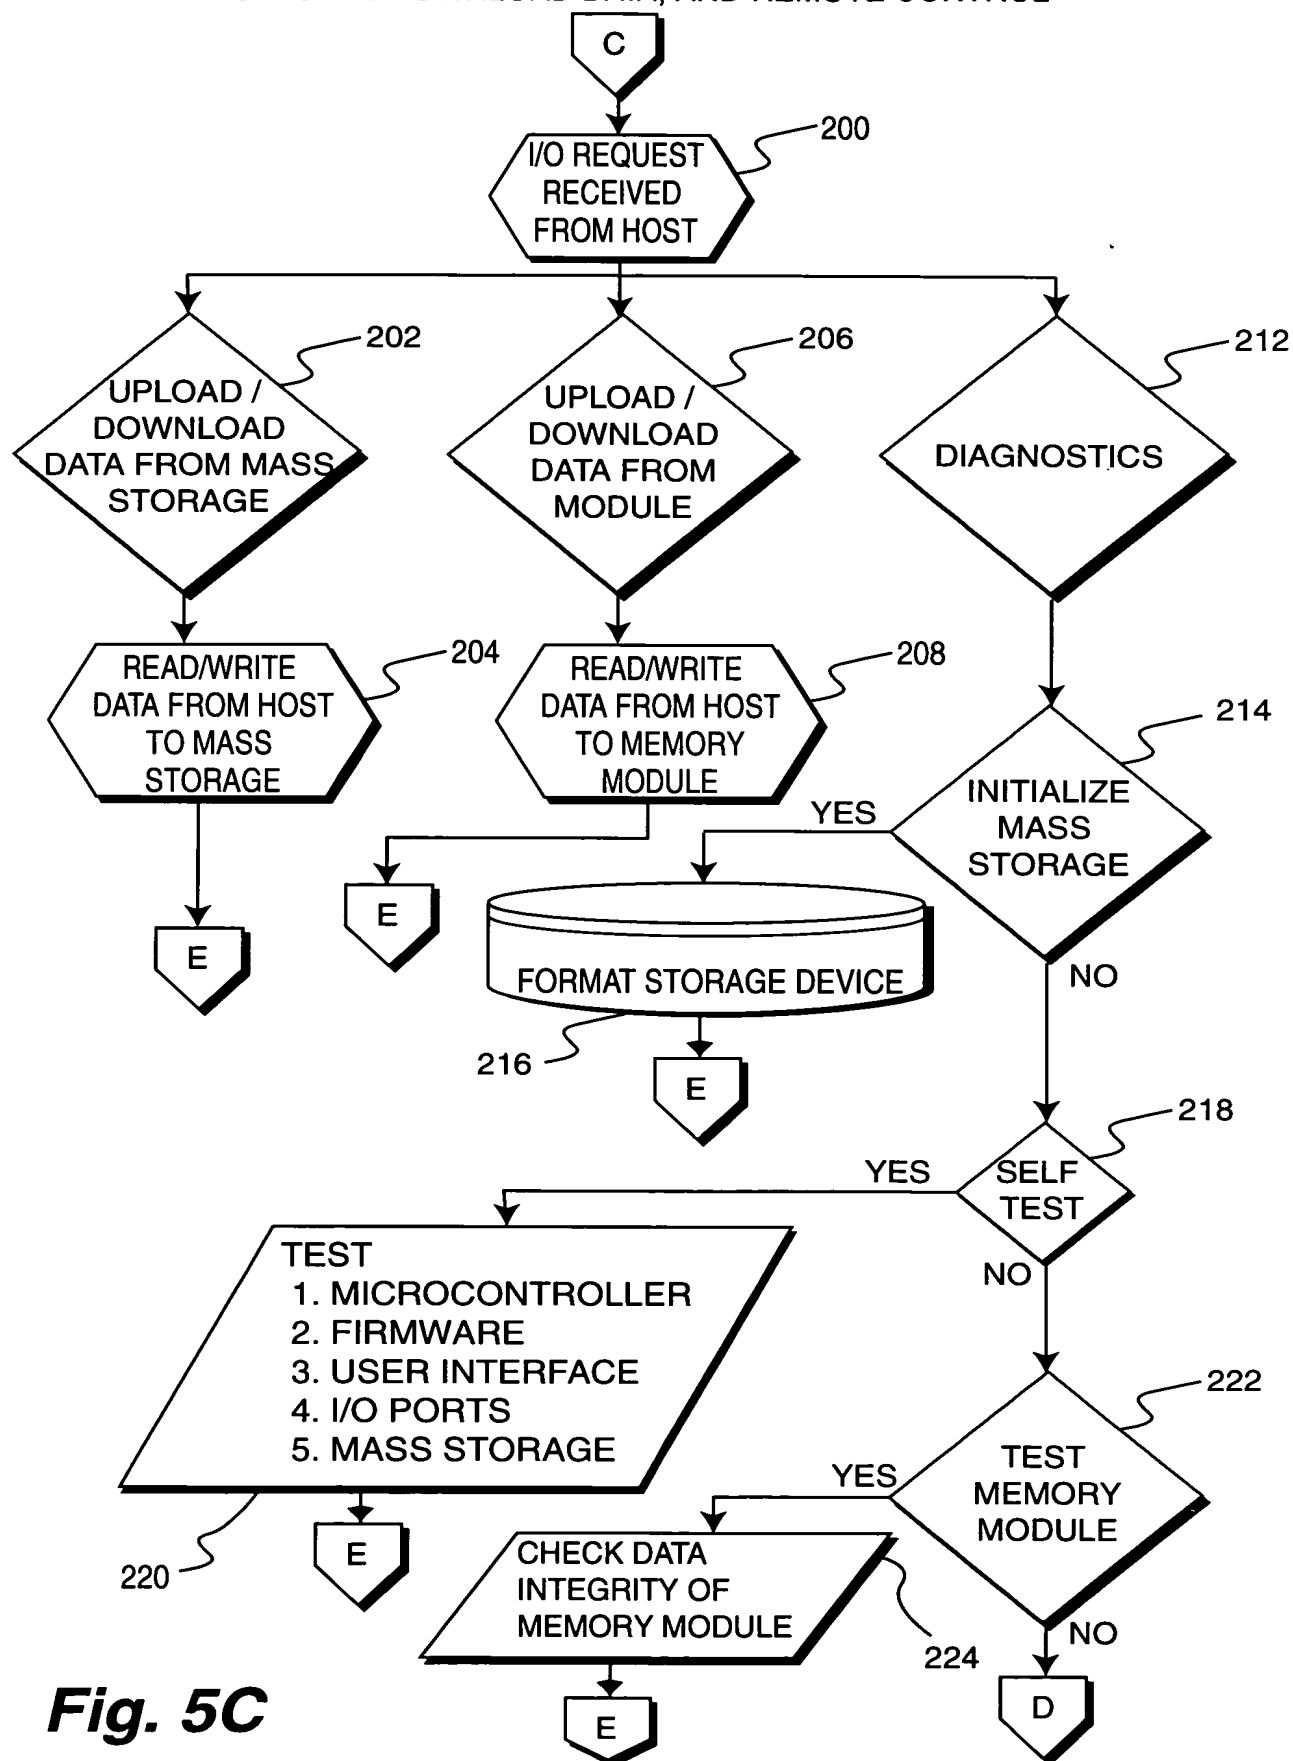 DATA, AND REMOTE
C
I/O REQUEST
RECEIVED
FROM HOST
200
UPLOAD /
DOWNLOAD
DATA FROM MASS
STORAGE
202
UPLOAD /
DOWNLOAD
DATA FROM
MODULE
206
DIAGNOSTICS
212
READ/WRITE
DATA FROM HOST
TO MASS
STORAGE
204
READ/WRITE
DATA FROM HOST
TO MEMORY
MODULE
208
INITIALIZE
MASS
STORAGE
214
YES
NO
E
E
FORMAT STORAGE DEVICE
216
E
SELF
TEST
218
YES
NO
TEST
1. MICROCONTROLLER
2. FIRMWARE
3. USER INTERFACE
4. I/O PORTS
5. MASS STORAGE
220
E
TEST
MEMORY
MODULE
222
YES
NO
CHECK DATA
INTEGRITY OF
MEMORY MODULE
224
E
D
Fig. 5C